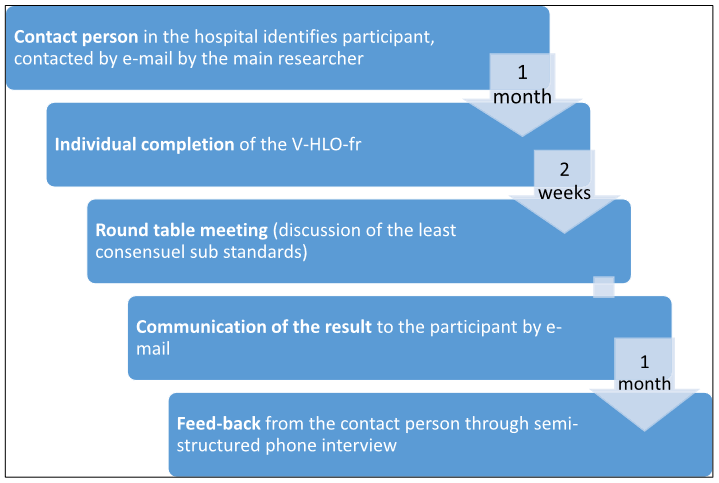 Contact person in the hospital identifies participant,
contacted by e-mail by the main researcher
1
month
Individual completion of the V-HLO-fr
2
weeks
Round table meeting (discussion of the least
consensuel sub standards)
Communication of the result to the participant by e-
mail
1
month
Feed-back from the contact person through semi-
structured phone interview